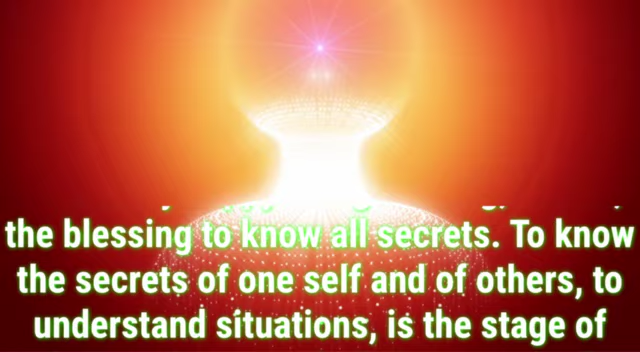 the blessing to know all secrets. To know
the secrets of one self and of others, to
understand situations, is the stage of